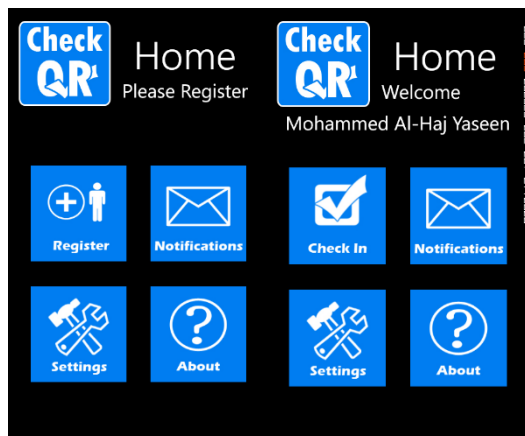 Check
QR
Home
Please Register
Register
Notifications
Settings
About
Check
QR
Home
Welcome
Mohammed Al-Haj Yaseen
Check In
Notifications
Settings
About